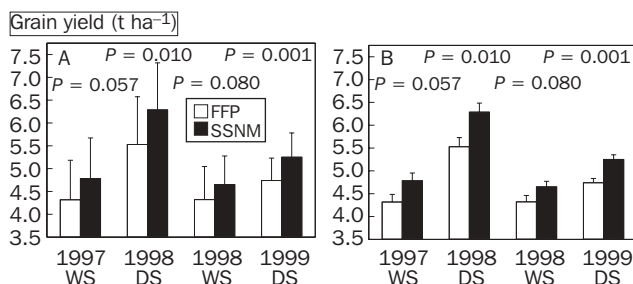 Grain yield (t ha–1)
A
P = 0.010 P = 0.001
P = 0.057 P = 0.080
FFP
SSNM
7.5
7.0
6.5
6.0
5.5
5.0
4.5
4.0
3.5
1997 1998 1998 1999
WS DS WS DS
B
P = 0.010 P = 0.001
P = 0.057 P = 0.080
7.5
7.0
6.5
6.0
5.5
5.0
4.5
4.0
3.5
1997 1998 1998 1999
WS DS WS DS